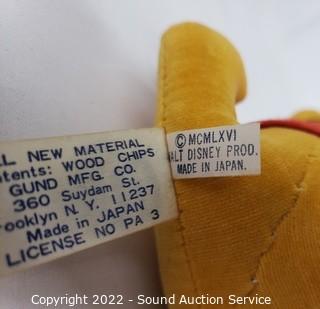 LL NEW MATERIAL
ntents: WOOD CHIPS
GUND MFG. CO.
360 Suydam St.
rooklyn N. Y. 11237
Made in JAPAN
LICENSE NO PA 3
© MCMLXVI
ALT DISNEY PROD.
MADE IN JAPAN.
Copyright 2022 - Sound Auction Service